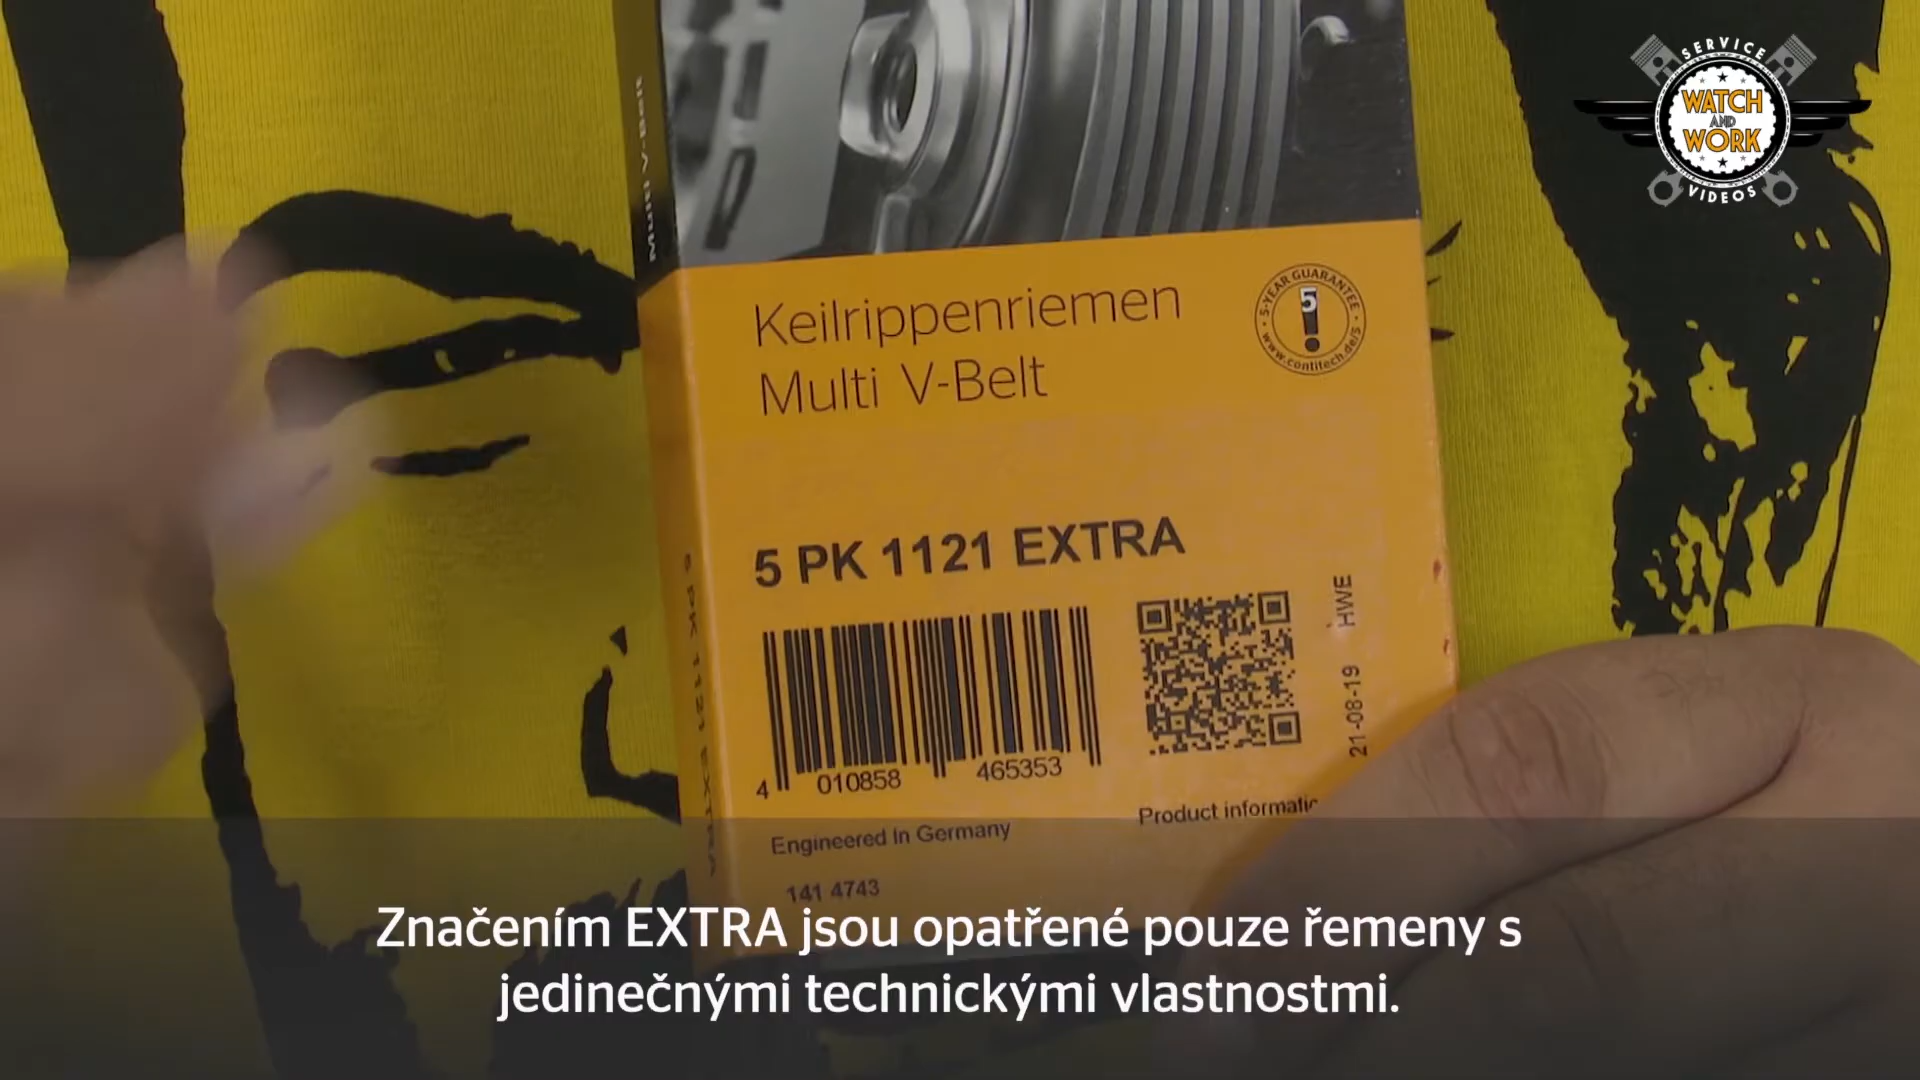 SERVICE
WATCH
AND
WORK
VIDEOS
Multi V-Belt
Keilrippenriemen
Multi V-Belt
5-YEAR GUARANTEE
5
www.contitech.de/5
5 PK 1121 EXTRA
5 PK 1121 EXTRA
HWE
21-08-19
4 010858 465353
Product informatic
Engineered In Germany
141 4743
Značením EXTRA jsou opatřené pouze řemeny s
jedinečnými technickými vlastnostmi.